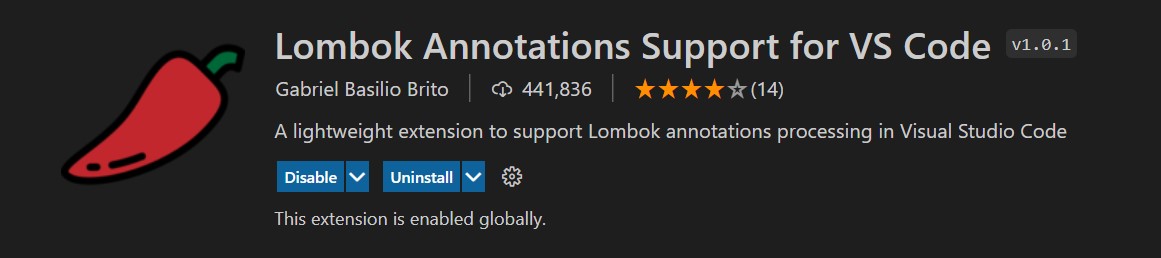 Lombok Annotations Support for VS Code v1.0.1
Gabriel Basilio Brito 441,836 (14)
A lightweight extension to support Lombok annotations processing in Visual Studio Code
Disable Uninstall
This extension is enabled globally.